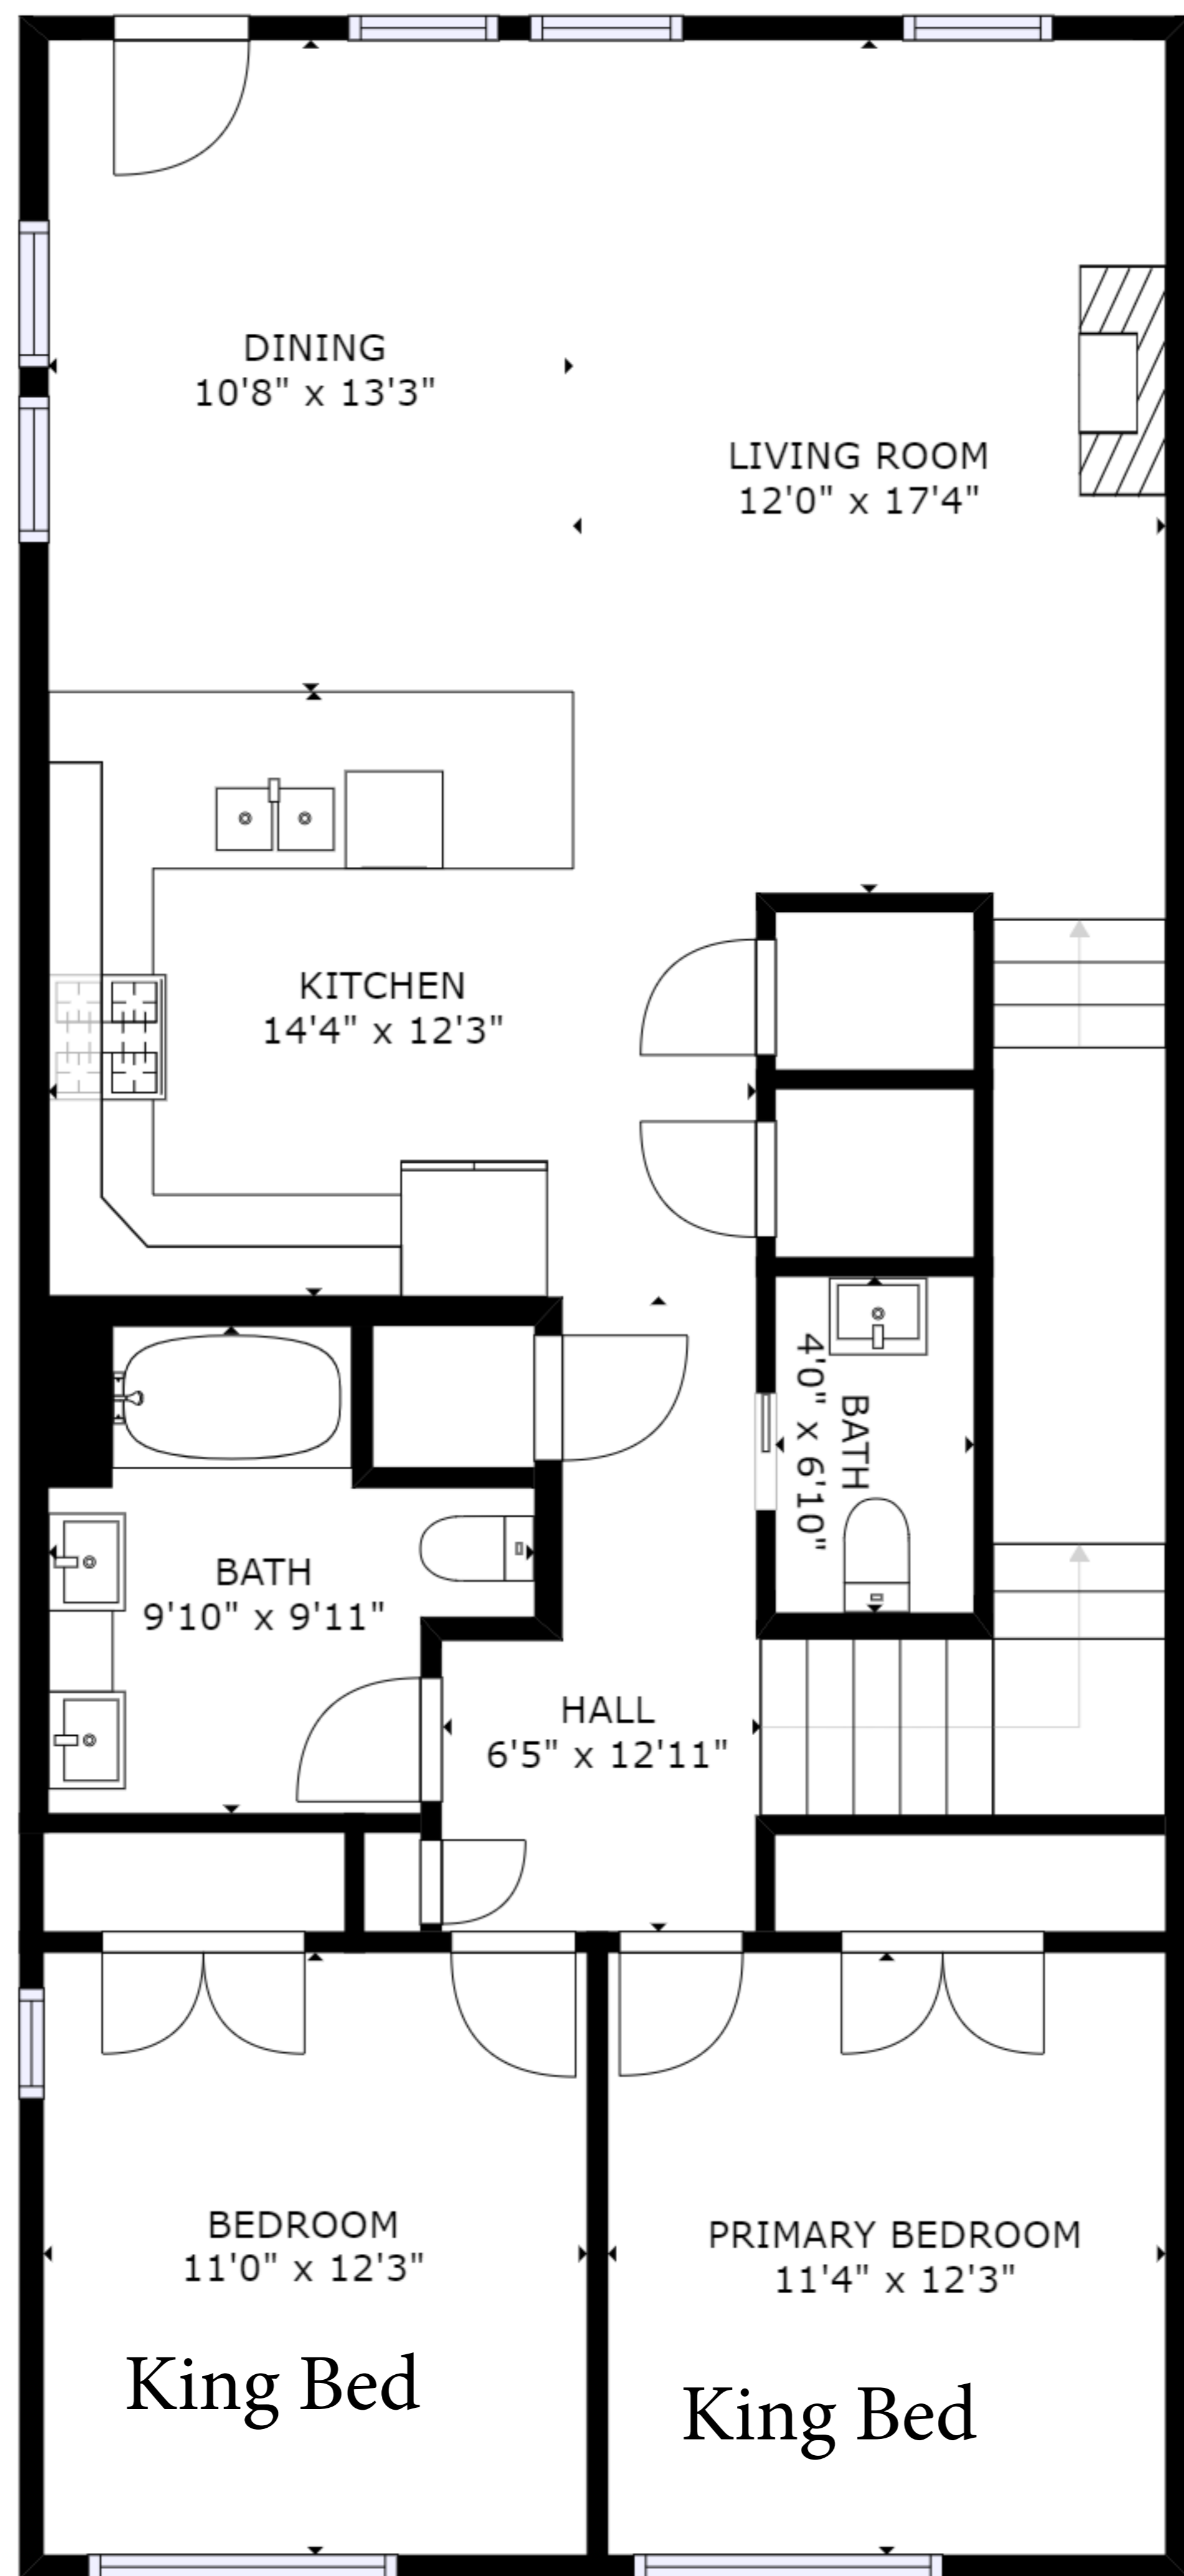 DINING
10'8" x 13'3"
LIVING ROOM
12'0" x 17'4"
KITCHEN
14'4" x 12'3"
BATH
4'0" x 6'10"
BATH
9'10" x 9'11"
HALL
6'5" x 12'11"
BEDROOM
11'0" x 12'3"
King Bed
PRIMARY BEDROOM
11'4" x 12'3"
King Bed